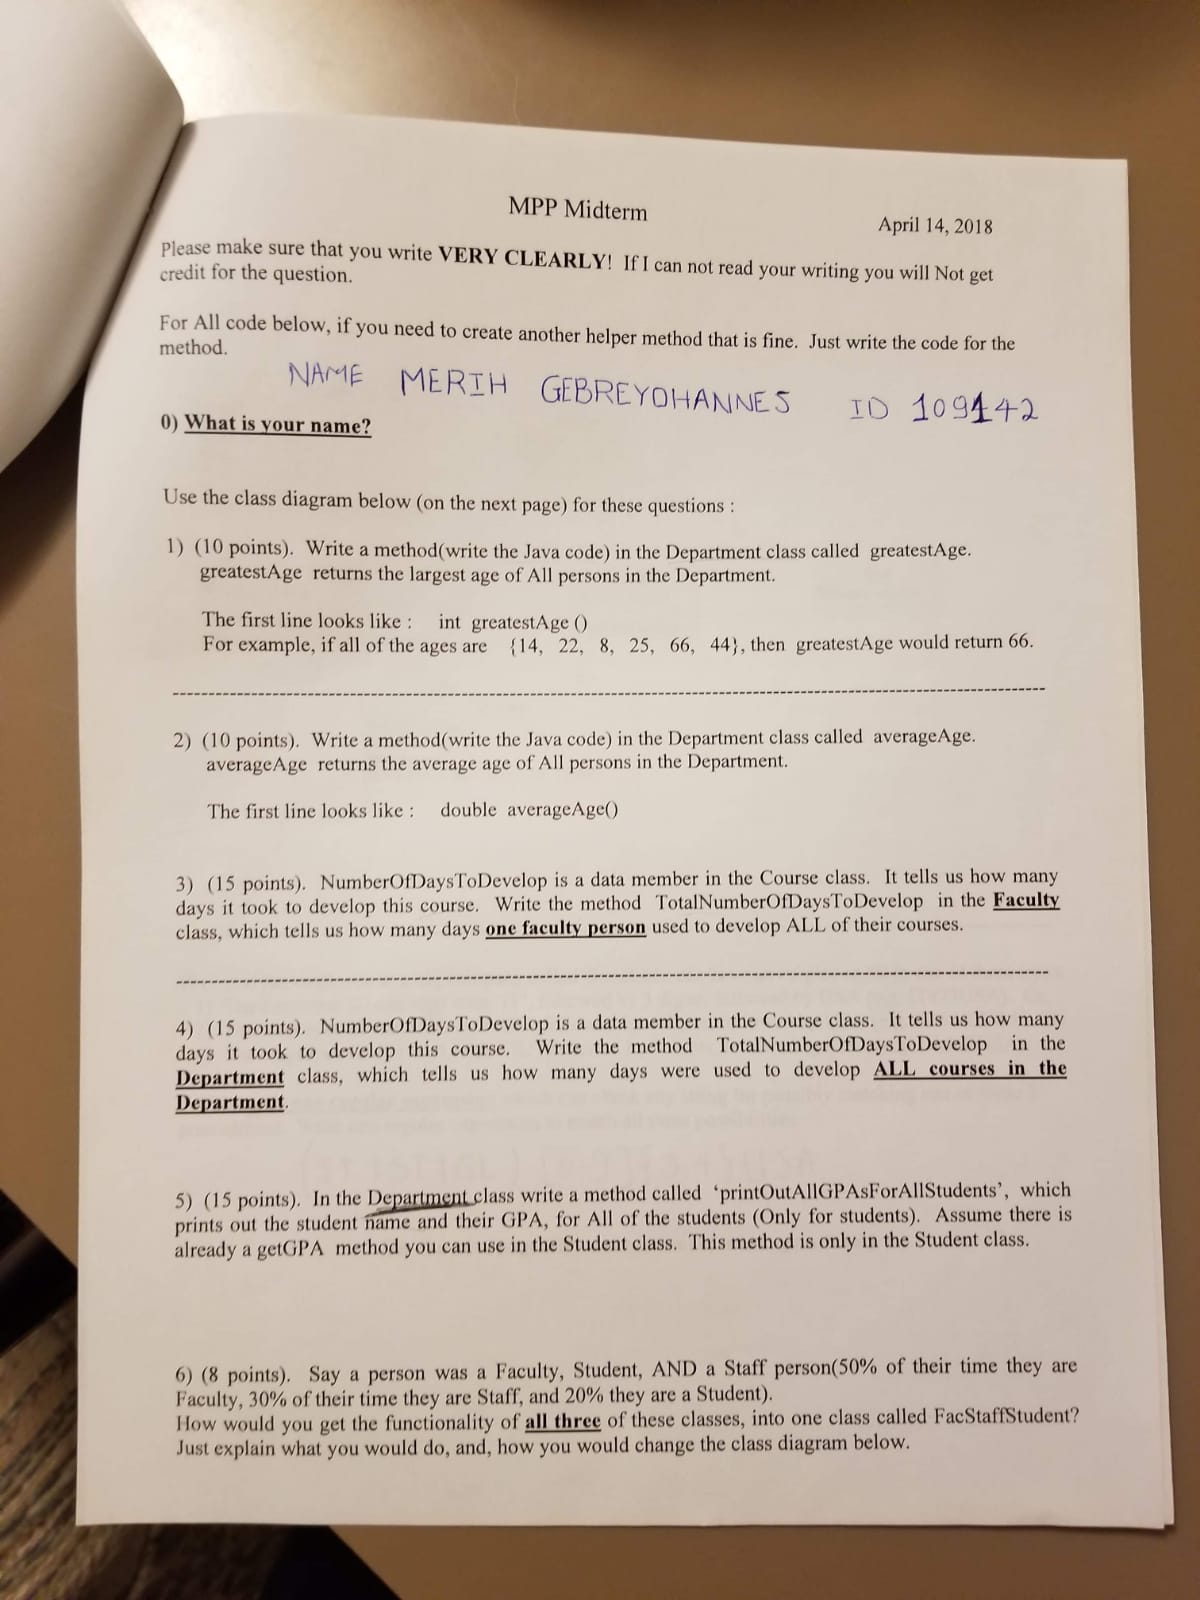 MPP Midterm
April 14, 2018
Please make sure that you write VERY CLEARLY! If I can not read your writing you will Not get
credit for the question.
For All code below, if you need to create another helper method that is fine. Just write the code for the
method.
NAME MERIH GEBREYOHANNES ID 109142
0) What is your name?
Use the class diagram below (on the next page) for these questions :
1) (10 points). Write a method(write the Java code) in the Department class called greatestAge.
greatestAge returns the largest age of All persons in the Department.
The first line looks like : int greatestAge ()
For example, if all of the ages are {14, 22, 8, 25, 66, 44}, then greatestAge would return 66.
2) (10 points). Write a method(write the Java code) in the Department class called averageAge.
averageAge returns the average age of All persons in the Department.
The first line looks like : double averageAge()
3) (15 points). NumberOfDaysToDevelop is a data member in the Course class. It tells us how many
days it took to develop this course. Write the method TotalNumberOfDaysToDevelop in the Faculty
class, which tells us how many days one faculty person used to develop ALL of their courses.
4) (15 points). NumberOfDaysToDevelop is a data member in the Course class. It tells us how many
days it took to develop this course. Write the method TotalNumberOfDaysToDevelop in the
Department class, which tells us how many days were used to develop ALL courses in the
Department.
5) (15 points). In the Department class write a method called ‘printOutAllGPAsForAllStudents’, which
prints out the student name and their GPA, for All of the students (Only for students). Assume there is
already a getGPA method you can use in the Student class. This method is only in the Student class.
6) (8 points). Say a person was a Faculty, Student, AND a Staff person(50% of their time they are
Faculty, 30% of their time they are Staff, and 20% they are a Student).
How would you get the functionality of all three of these classes, into one class called FacStaffStudent?
Just explain what you would do, and, how you would change the class diagram below.